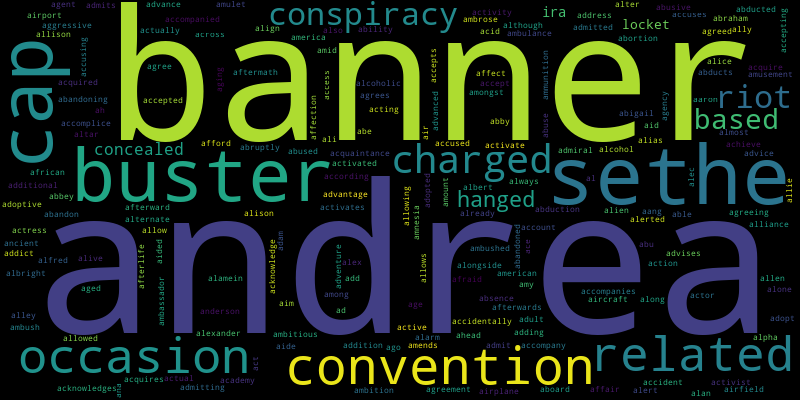 agent admits advance amulet conspiracy ambrose activity ira address alter abusive abducted
airport accompanied although admitted locket accuses abraham accepting
aggressive allison accusing actually across align america also ability acid ambulance abortion agreed ally
cap banner
agree aftermath amid access alcoholic accepts affect accept ammunition alice abducts acquire amusement
acquired abandoning accepted affection agrees acting advanced amongst agency aaron riot
accomplice ali abe air abby abuse abigail based
altar aging afford abruptly accused activate alcohol aid alias almost achieve
concealed abused acquaintance charged admiral advice
buster activated sethe
african according albert always al alec allie
additional advantage adopted amount hanged
adoptive abbey afterward activates allowing amnesia already abduction alien aang able agreeing
abandon alternate alison account alerted alliance
actress allow andrea
ancient afterlife aided acknowledge adam ambushed abandoned ace abu advises
addict alfred alive alex adventure allows alongside american action
albright alamein add afraid absence amy accompanies allen
aged ambassador among age aircraft along actor alone
alley anderson aim ad afterwards adopt
ambush alexander ambitious active accidentally adult adding alpha
allowed aide addition ago alarm amends ahead admit accompany
occasion convention related
acquires actual academy act
acknowledges and admitting ambition agreement airplane aboard affair alert accident alan activist airfield